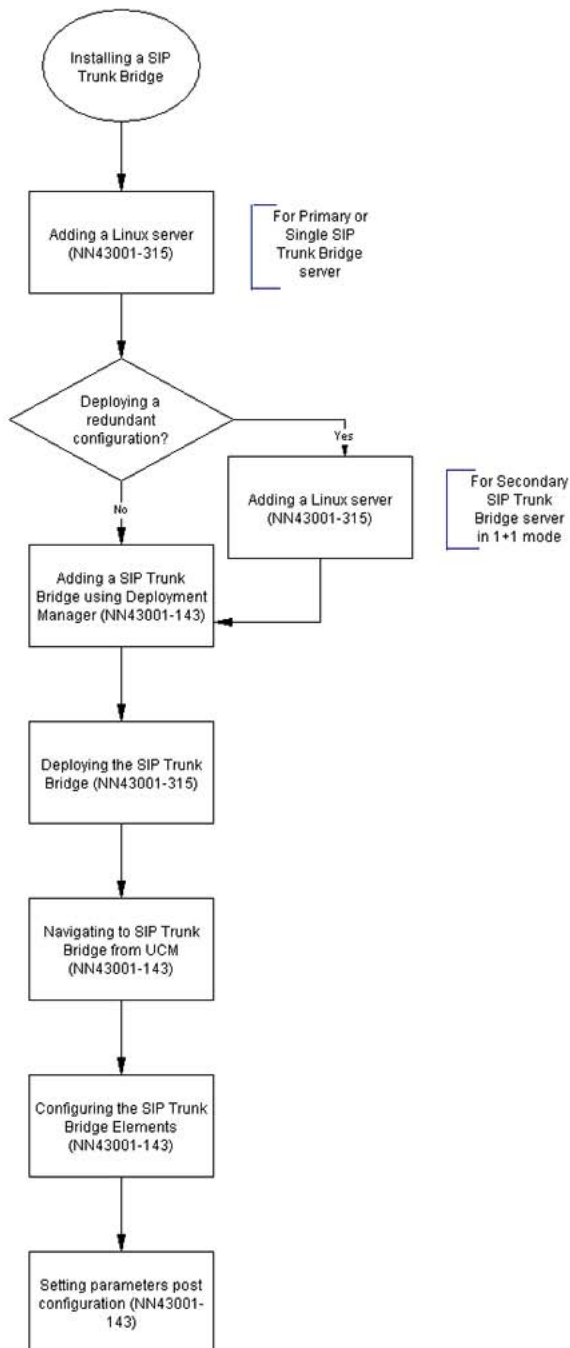 Installing a SIP
Trunk Bridge
Adding a Linux server
(NN43001-315)
For Primary or
Single SIP
Trunk Bridge
server
Deploying a
redundant
configuration?
Yes
No
Adding a Linux server
(NN43001-315)
For Secondary
SIP Trunk
Bridge server
in 1+1 mode
Adding a SIP Trunk
Bridge using Deployment
Manager (NN43001-143)
Deploying the SIP Trunk
Bridge (NN43001-315)
Navigating to SIP Trunk
Bridge from UCM
(NN43001-143)
Configuring the SIP Trunk
Bridge Elements
(NN43001-143)
Setting parameters post
configuration (NN43001-
143)